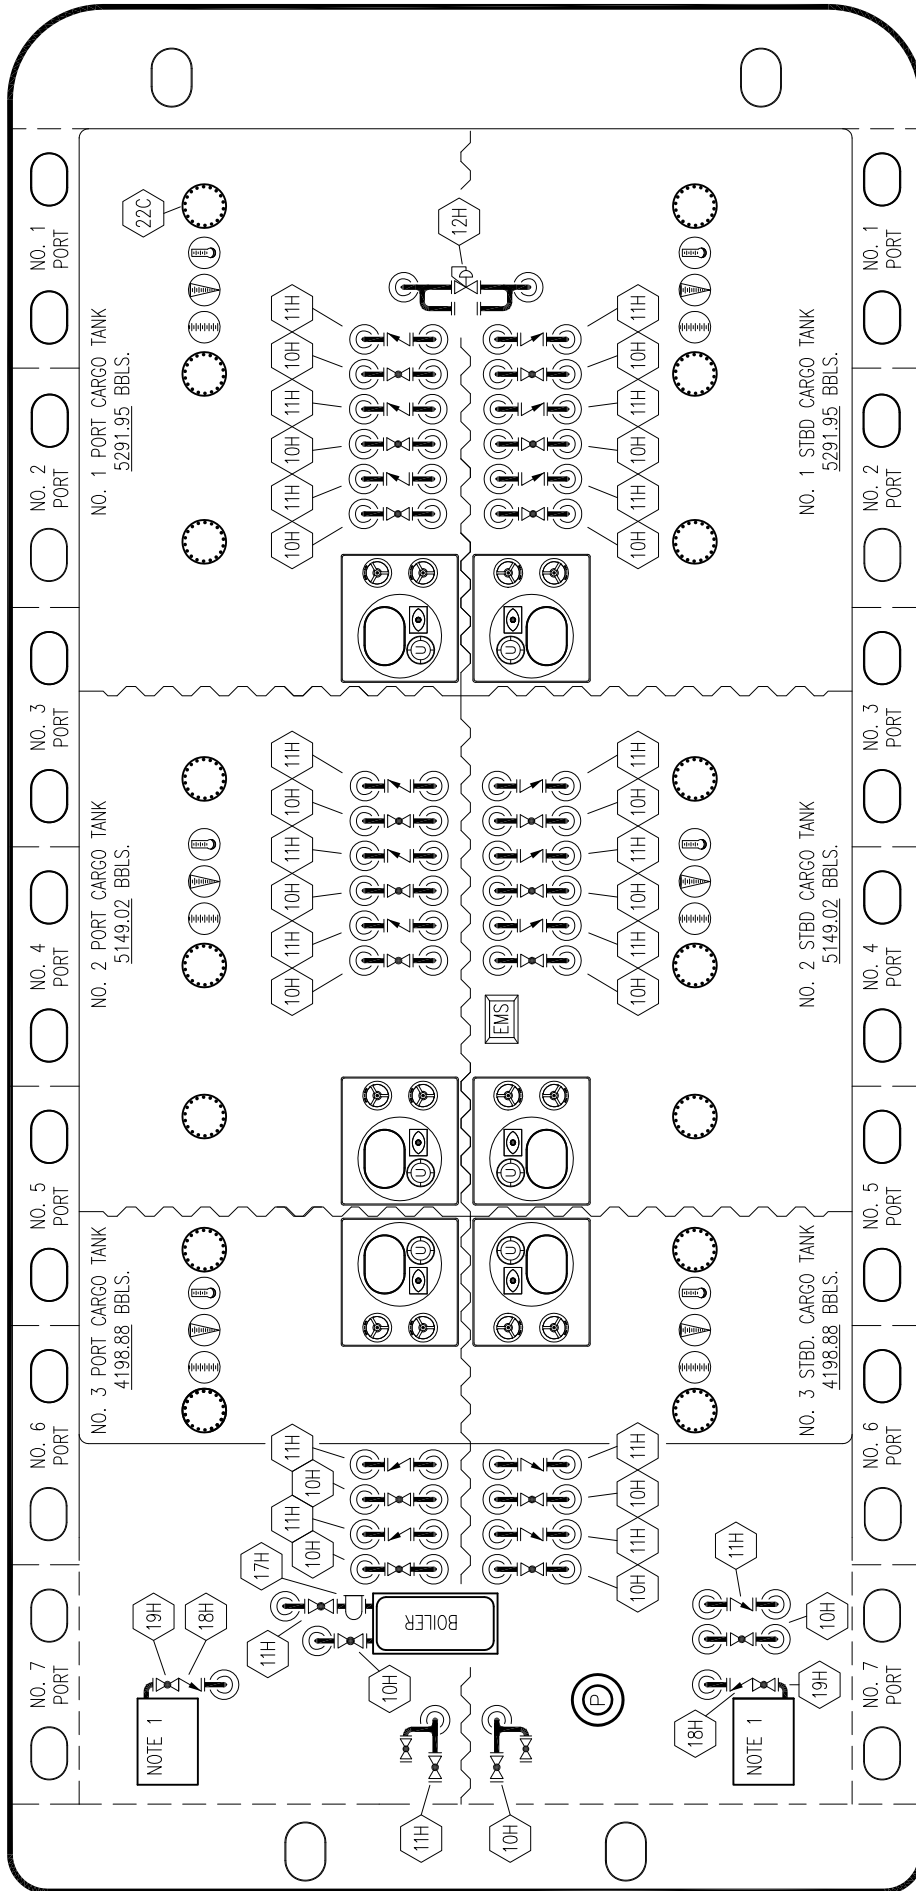 NO. 1
PORT
NO. 2
PORT
NO. 3
PORT
NO. 4
PORT
NO. 5
PORT
NO. 6
PORT
NO. 7
PORT
22C
NO. 1 PORT CARGO TANK
5291.95 BBLS.
NO. 2 PORT CARGO TANK
5149.02 BBLS.
NO. 3 PORT CARGO TANK
4198.88 BBLS.
19H
18H
NOTE 1
11H
10H
11H
10H
11H
10H
U
11H
10H
11H
10H
11H
10H
U
U
11H
10H
11H
10H
17H
11H
10H
BOILER
11H
12H
U
EMS
U
U
10H
P
11H
10H
11H
10H
11H
10H
11H
10H
11H
10H
11H
10H
11H
10H
11H
10H
11H
10H
18H
19H
NOTE 1
NO. 1 STBD CARGO TANK
5291.95 BBLS.
NO. 2 STBD CARGO TANK
5149.02 BBLS.
NO. 3 STBD. CARGO TANK
4198.88 BBLS.
NO. 1
PORT
NO. 2
PORT
NO. 3
PORT
NO. 4
PORT
NO. 5
PORT
NO. 6
PORT
NO. 7
PORT